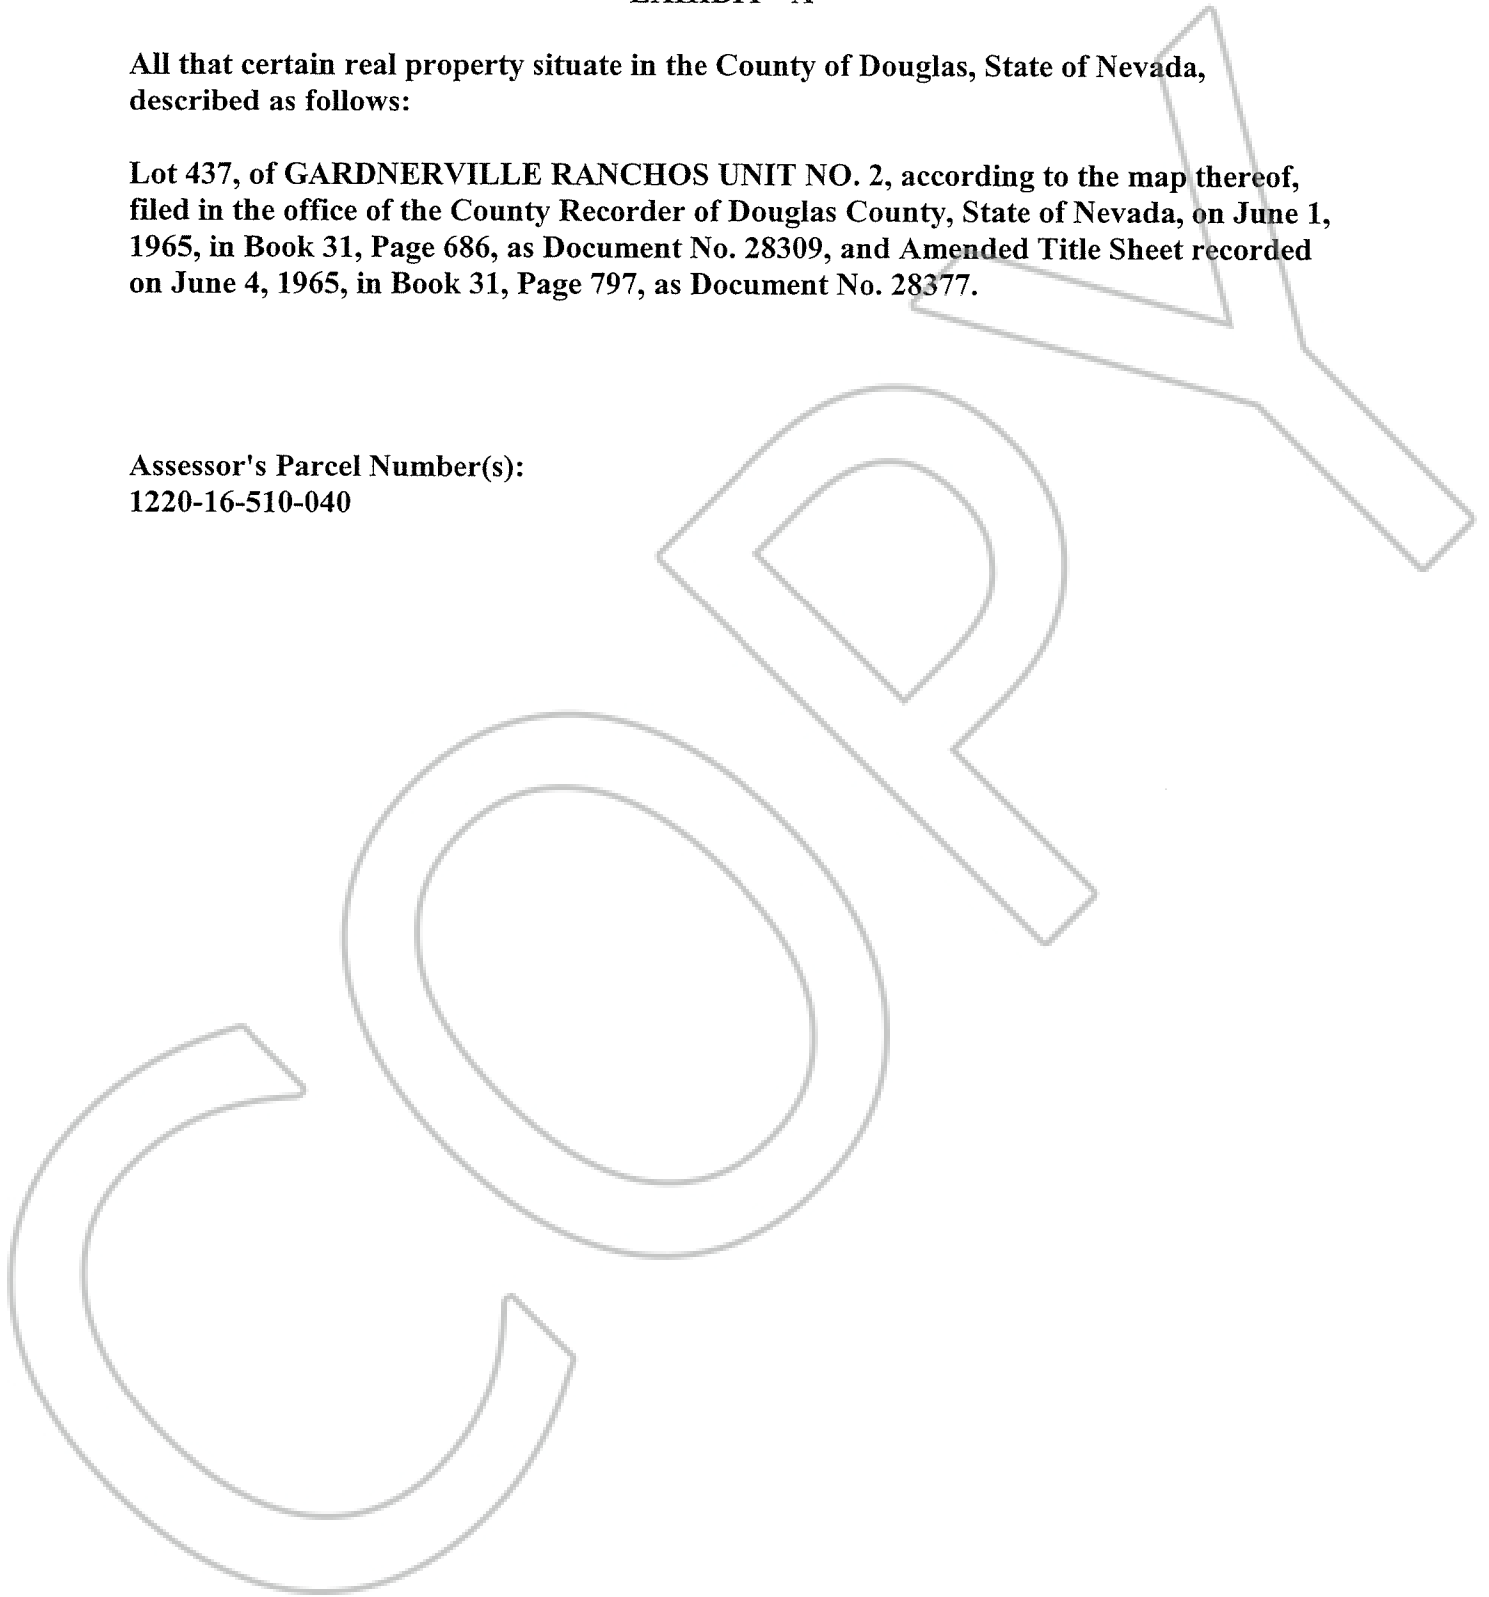 All that certain real property situate in the County of Douglas, State of Nevada,
described as follows:
Lot 437, of GARDNERVILLE RANCHOS UNIT NO. 2, according to the map thereof,
filed in the office of the County Recorder of Douglas County, State of Nevada, on June 1,
1965, in Book 31, Page 686, as Document No. 28309, and Amended Title Sheet recorded
on June 4, 1965, in Book 31, Page 797, as Document No. 28377.
Assessor's Parcel Number(s):
1220-16-510-040
COPY